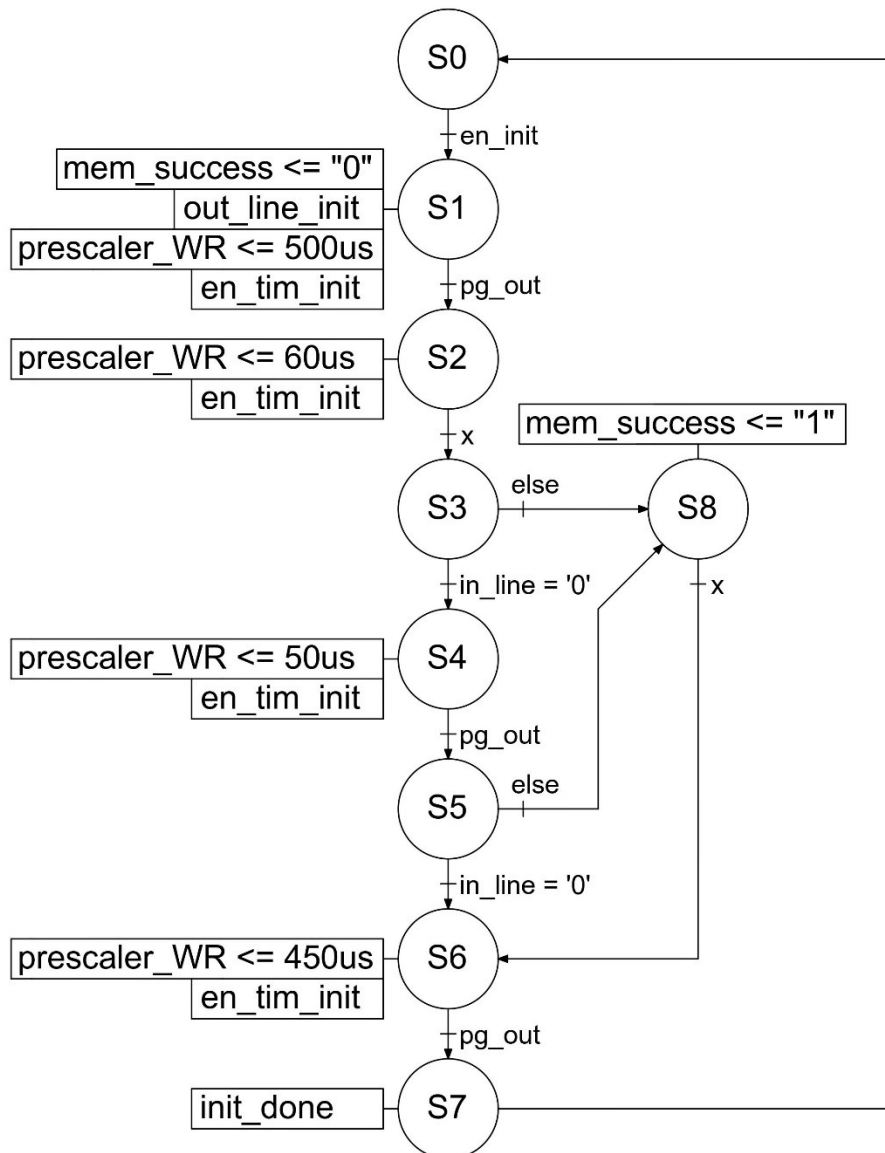 S0
en_init
mem_success <= "0"
out_line_init
S1
prescaler_WR <= 500us
en_tim_init
pg_out
prescaler_WR <= 60us
S2
en_tim_init
x
mem_success <= "1"
S3
else
S8
in_line = '0'
x
prescaler_WR <= 50us
S4
en_tim_init
pg_out
S5
else
in_line = '0'
prescaler_WR <= 450us
S6
en_tim_init
pg_out
init_done
S7